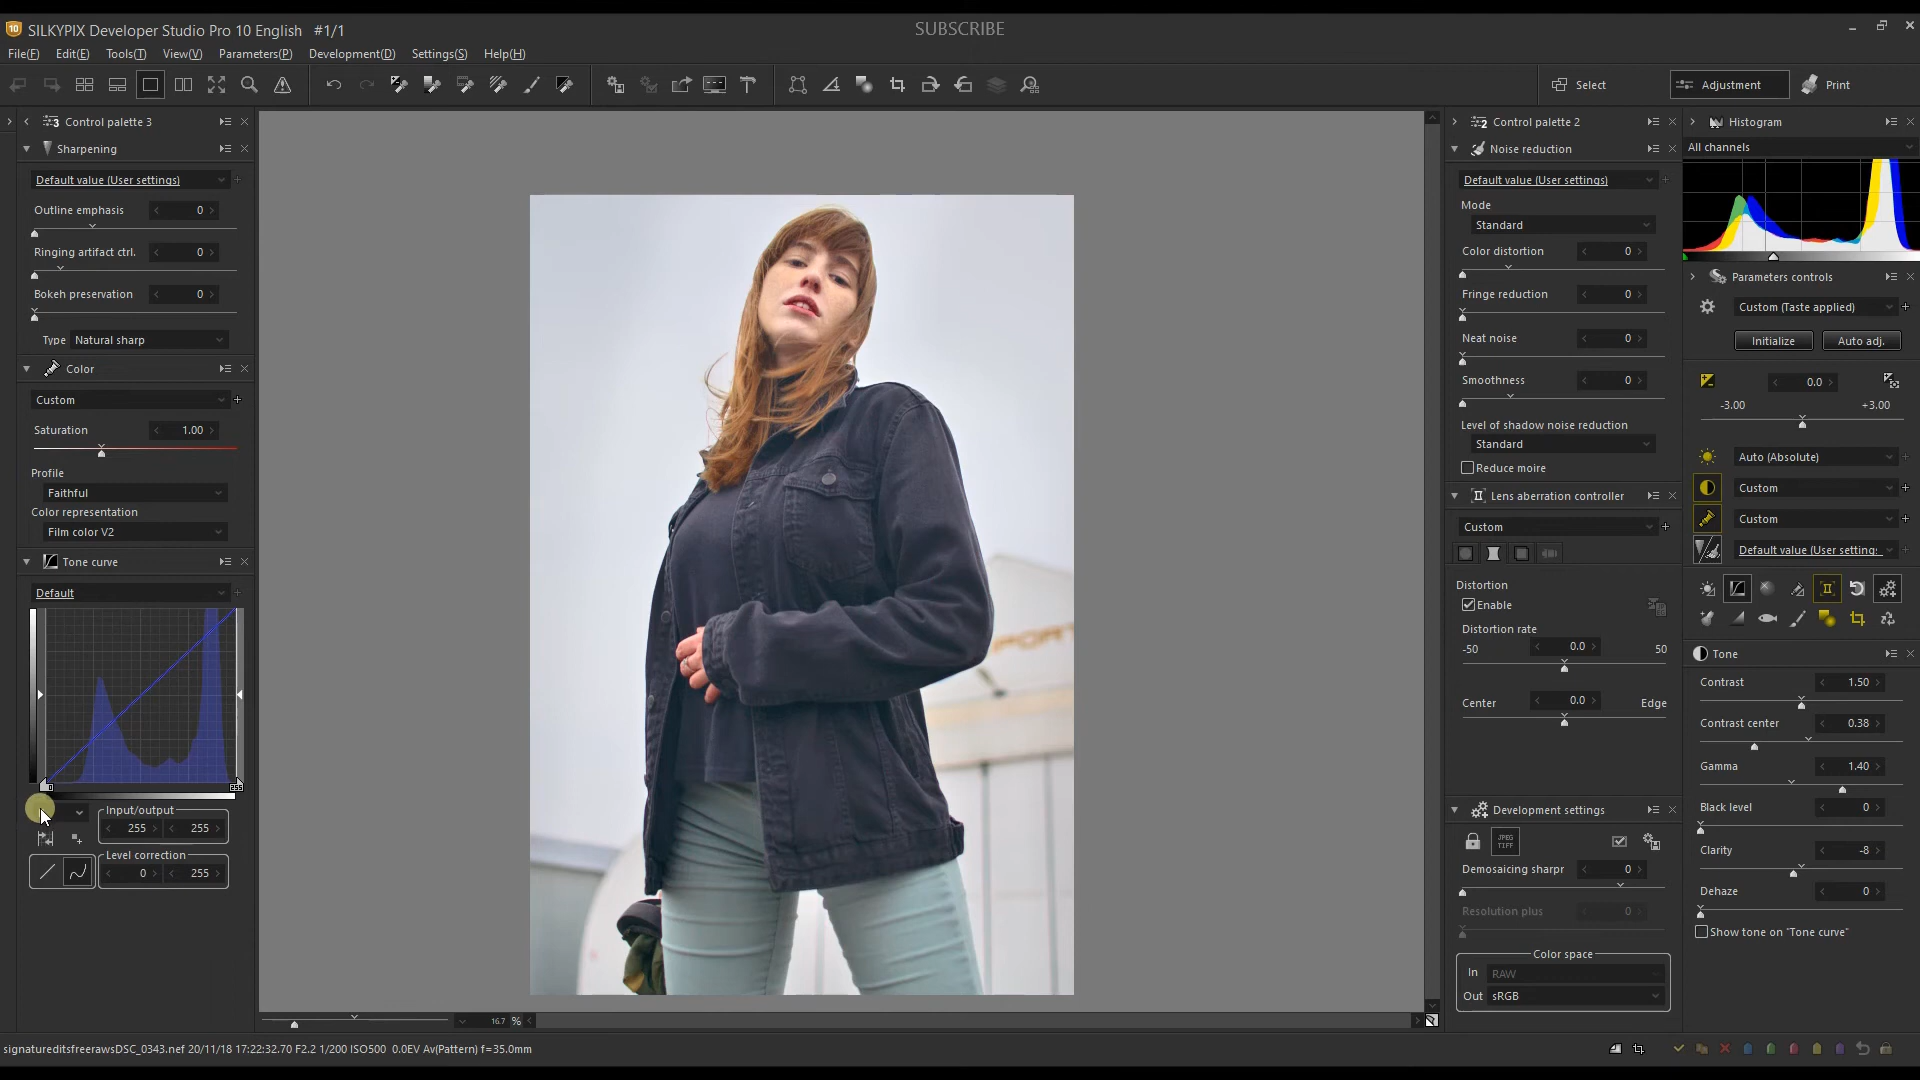 SILKYPIX Developer Studio Pro 10 English #1/1
SUBSCRIBE
File(F) Edit(E) Tools(T) View(V) Parameters(P) Development(D) Settings(S) Help(H)
Select Adjustment Print
Control palette 3
Sharpening
Default value (User settings)
Outline emphasis 0
Ringing artifact ctrl. 0
Bokeh preservation 0
Type Natural sharp
Color
Custom
Saturation 1.00
Profile
Faithful
Color representation
Film color V2
Tone curve
Default
0 255
Input/output
255 255
Level correction
0 255
PORT
16.7 %
Control palette 2
Noise reduction
Default value (User settings)
Mode
Standard
Color distortion 0
Fringe reduction 0
Neat noise 0
Smoothness 0
Level of shadow noise reduction
Standard
Reduce moire
Lens aberration controller
Custom
Distortion
Enable
Distortion rate
-50 0.0 50
Center 0.0 Edge
Development settings
JPEG
TIFF
Demosaicing sharpr 0
Resolution plus 0
Color space
In RAW
Out sRGB
Histogram
All channels
Parameters controls
Custom (Taste applied)
Initialize Auto adj.
0.0
-3.00 +3.00
Auto (Absolute)
Custom
Custom
Default value (User setting:
Tone
Contrast 1.50
Contrast center 0.38
Gamma 1.40
Black level 0
Clarity -8
Dehaze 0
Show tone on "Tone curve"
signatureditsfreerawsDSC_0343.nef 20/11/18 17:22:32.70 F2.2 1/200 ISO500 0.0EV Av(Pattern) f=35.0mm